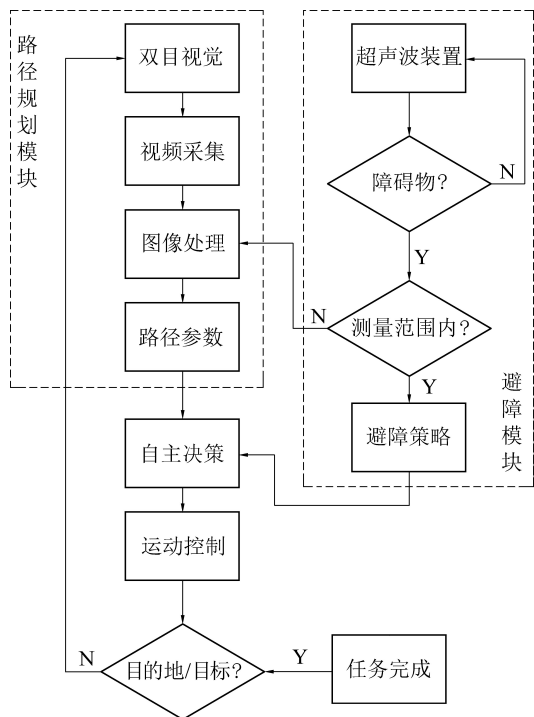 路径规划模块
双目视觉
视频采集
图像处理
路径参数
超声波装置
障碍物?
N
Y
测量范围内?
N
Y
避障策略
避障模块
自主决策
运动控制
目的地/目标?
N
Y
任务完成